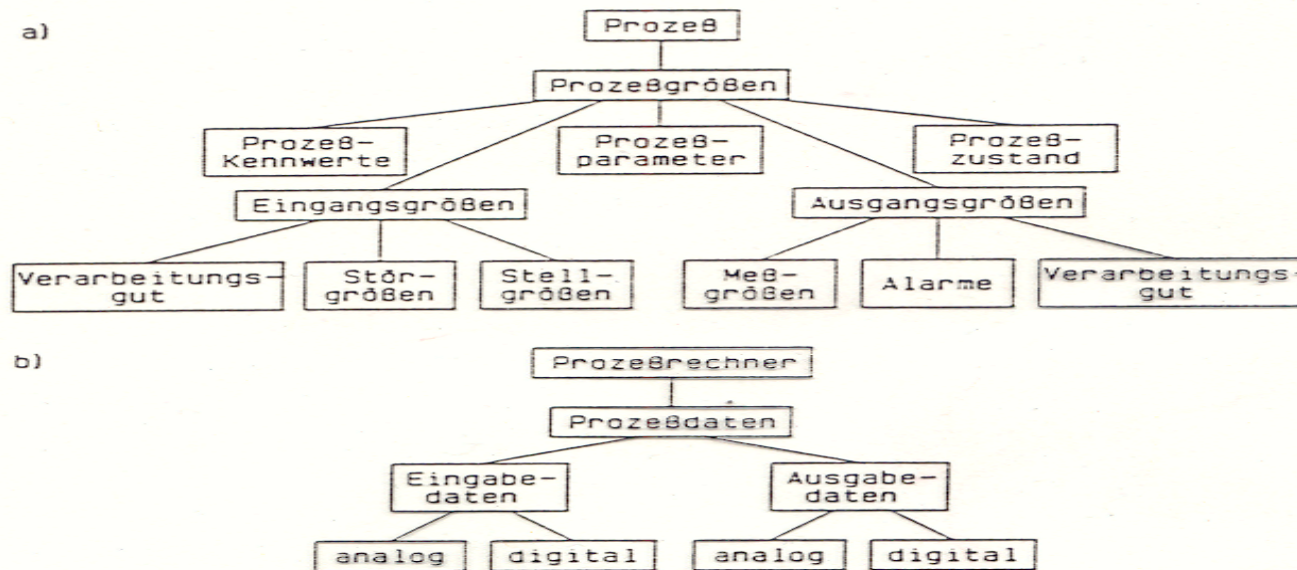 a)
Prozeß
Prozeßgrößen
Prozeß-
Kennwerte
Prozeß-
parameter
Prozeß-
zustand
Eingangsgrößen
Ausgangsgrößen
Verarbeitungs-
gut
Stör-
größen
Stell-
größen
Meß-
größen
Alarme
Verarbeitungs-
gut
b)
Prozeßrechner
Prozeßdaten
Eingabe-
daten
Ausgabe-
daten
analog
digital
analog
digital